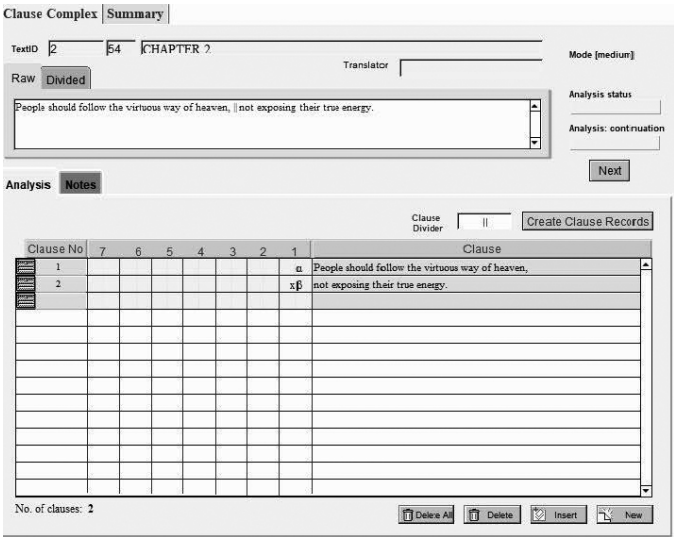 Clause Complex Summary
TextID 2 54 CHAPTER 2
Translator
Mode [medium]
Raw Divided
Analysis status
People should follow the virtuous way of heaven, || not exposing their true energy.
Analysis: continuation
Next
Analysis Notes
Clause Divider || Create Clause Records
Clause No 7 6 5 4 3 2 1 Clause
1 α People should follow the virtuous way of heaven,
2 xβ not exposing their true energy.
No. of clauses: 2
Delete All Delete Insert New